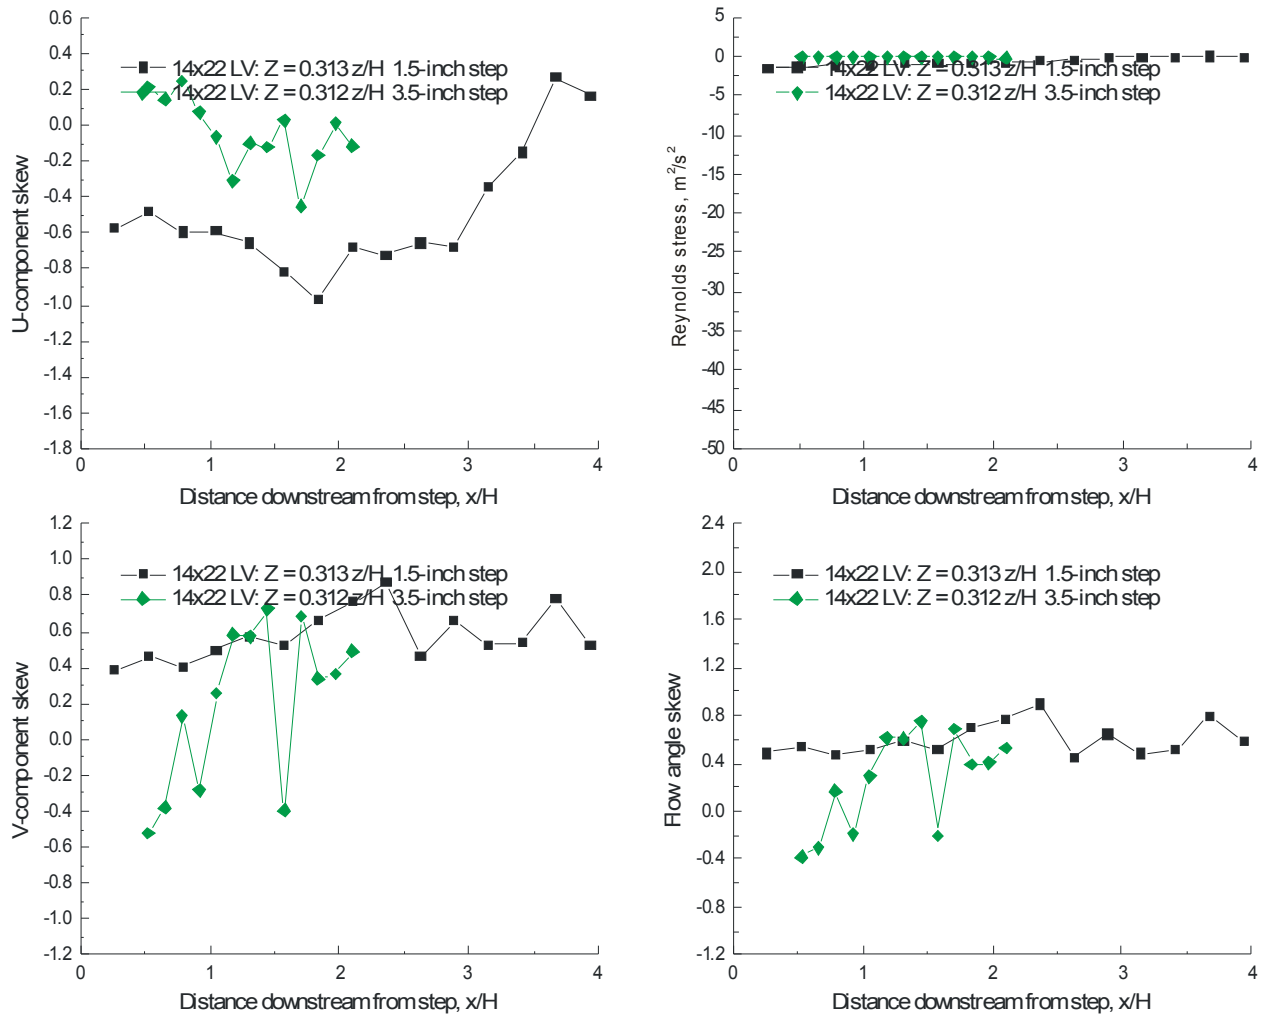 0.6
0.4
0.2
0.0
-0.2
-0.4
-0.6
-0.8
-1.0
-1.2
-1.4
-1.6
-1.8
U-component skew
14x22 LV: Z = 0.313 z/H 1.5-inch step
14x22 LV: Z = 0.312 z/H 3.5-inch step
0 1 2 3 4
Distance downstream from step, x/H
5
0
-5
-10
-15
-20
-25
-30
-35
-40
-45
-50
Reynolds stress, m²/s²
14x22 LV: Z = 0.313 z/H 1.5-inch step
14x22 LV: Z = 0.312 z/H 3.5-inch step
0 1 2 3 4
Distance downstream from step, x/H
1.2
1.0
0.8
0.6
0.4
0.2
0.0
-0.2
-0.4
-0.6
-0.8
-1.0
-1.2
V-component skew
14x22 LV: Z = 0.313 z/H 1.5-inch step
14x22 LV: Z = 0.312 z/H 3.5-inch step
0 1 2 3 4
Distance downstream from step, x/H
2.4
2.0
1.6
1.2
0.8
0.4
0.0
-0.4
-0.8
-1.2
Flow angle skew
14x22 LV: Z = 0.313 z/H 1.5-inch step
14x22 LV: Z = 0.312 z/H 3.5-inch step
0 1 2 3 4
Distance downstream from step, x/H